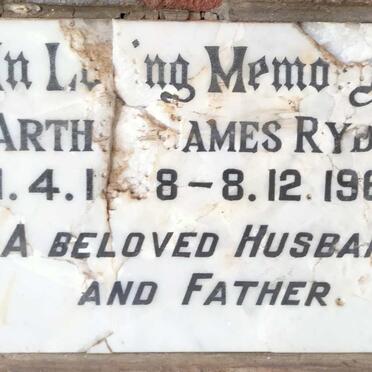 In L ng Memo
ARTH AMES RYD
1. 4. 1 8 – 8. 12. 196
A BELOVED HUSBA
AND FATHER